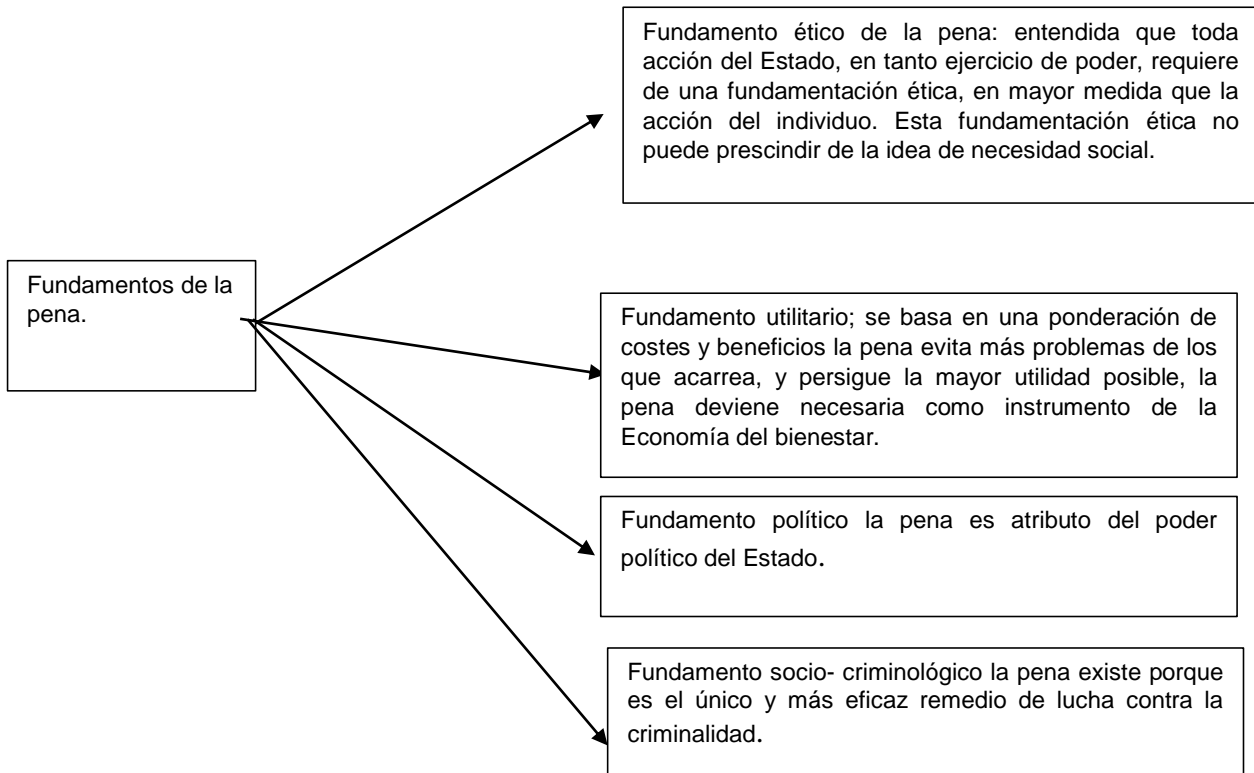 Fundamento ético de la pena: entendida que toda
acción del Estado, en tanto ejercicio de poder, requiere
de una fundamentación ética, en mayor medida que la
acción del individuo. Esta fundamentación ética no
puede prescindir de la idea de necesidad social.
Fundamentos de la
pena.
Fundamento utilitario; se basa en una ponderación de
costes y beneficios la pena evita más problemas de los
que acarrea, y persigue la mayor utilidad posible, la
pena deviene necesaria como instrumento de la
Economía del bienestar.
Fundamento político la pena es atributo del poder
político del Estado.
Fundamento socio- criminológico la pena existe porque
es el único y más eficaz remedio de lucha contra la
criminalidad.